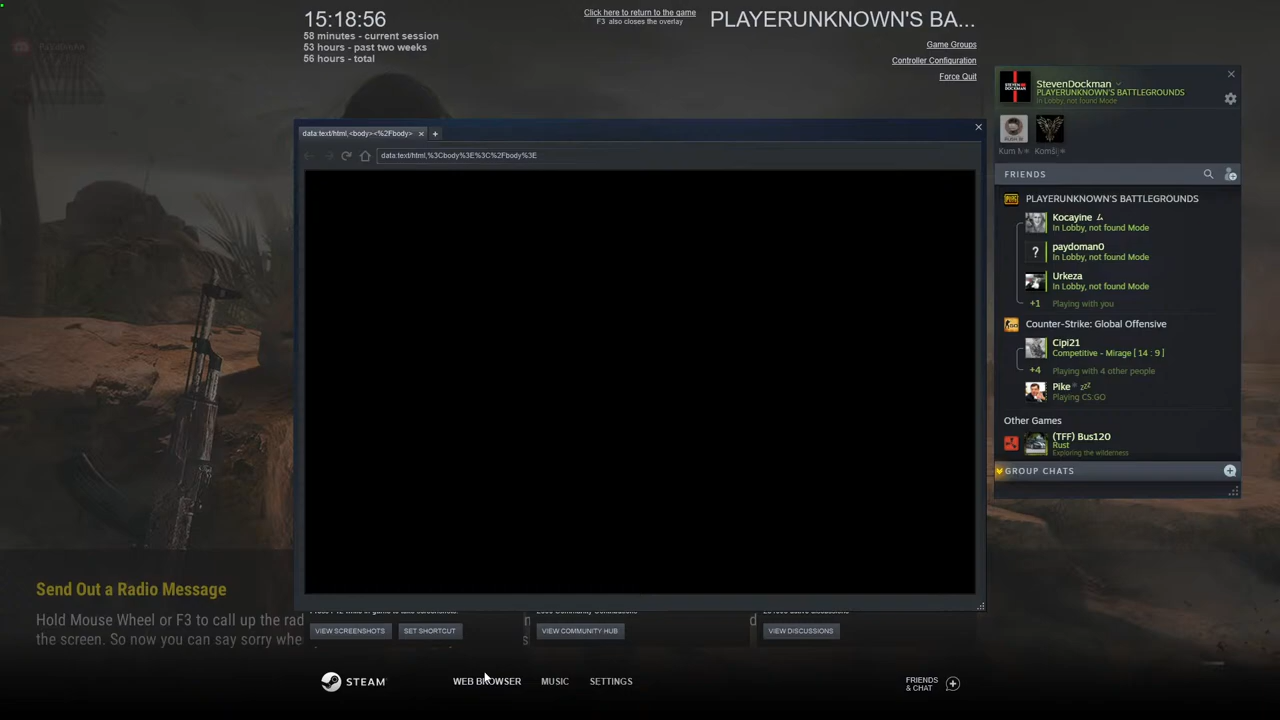 15:18:56
58 minutes - current session
53 hours - past two weeks
56 hours - total
Click here to return to the game
F3 also closes the overlay
PLAYERUNKNOWN'S BA...
Game Groups
Controller Configuration
Force Quit
data:text/html,<body><%2Fbody>
data:text/html,%3Cbody%3E%3C%2Fbody%3E
StevenDockman
PLAYERUNKNOWN'S BATTLEGROUNDS
In Lobby, not found Mode
FRIENDS
PLAYERUNKNOWN'S BATTLEGROUNDS
Kocayine ム
In Lobby, not found Mode
paydoman0
In Lobby, not found Mode
Urkeza
In Lobby, not found Mode
+1 Playing with you
Counter-Strike: Global Offensive
Cipi21
Competitive - Mirage [ 14 : 9 ]
+4 Playing with 4 other people
Pike zzz
Playing CS:GO
Other Games
(TFF) Bus120
Rust
Exploring the wilderness
GROUP CHATS
Send Out a Radio Message
Hold Mouse Wheel or F3 to call up the rad
the screen. So now you can say sorry whe
VIEW SCREENSHOTS
SET SHORTCUT
VIEW COMMUNITY HUB
VIEW DISCUSSIONS
STEAM
WEB BROWSER
MUSIC
SETTINGS
FRIENDS
& CHAT